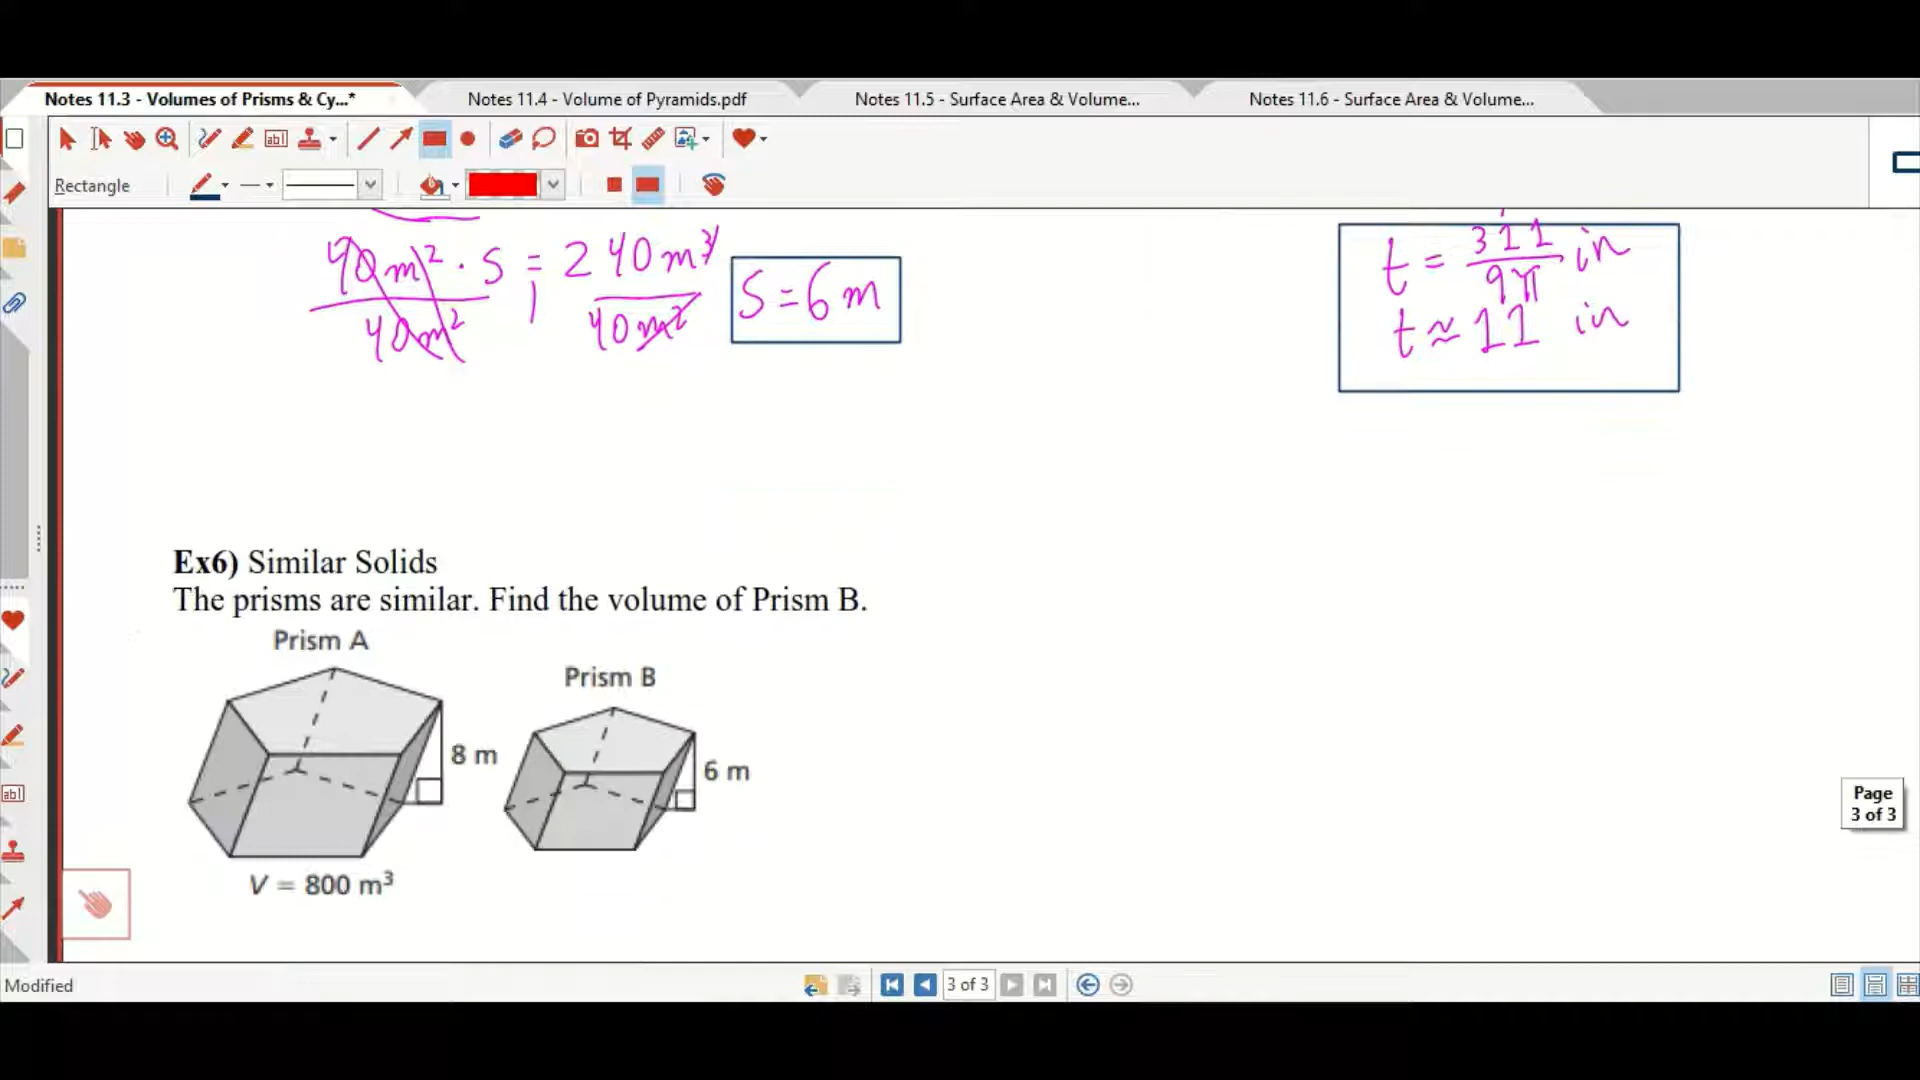 Notes 11.3 - Volumes of Prisms & Cy...*
Notes 11.4 - Volume of Pyramids.pdf
Notes 11.5 - Surface Area & Volume...
Notes 11.6 - Surface Area & Volume...
Rectangle
40m² · s = 240m³
40m² 40m²
s = 6 m
t = 311/9π in
t ≈ 11 in
Ex6) Similar Solids
The prisms are similar. Find the volume of Prism B.
Prism A
Prism B
8 m
6 m
V = 800 m³
Page
3 of 3
Modified
3 of 3